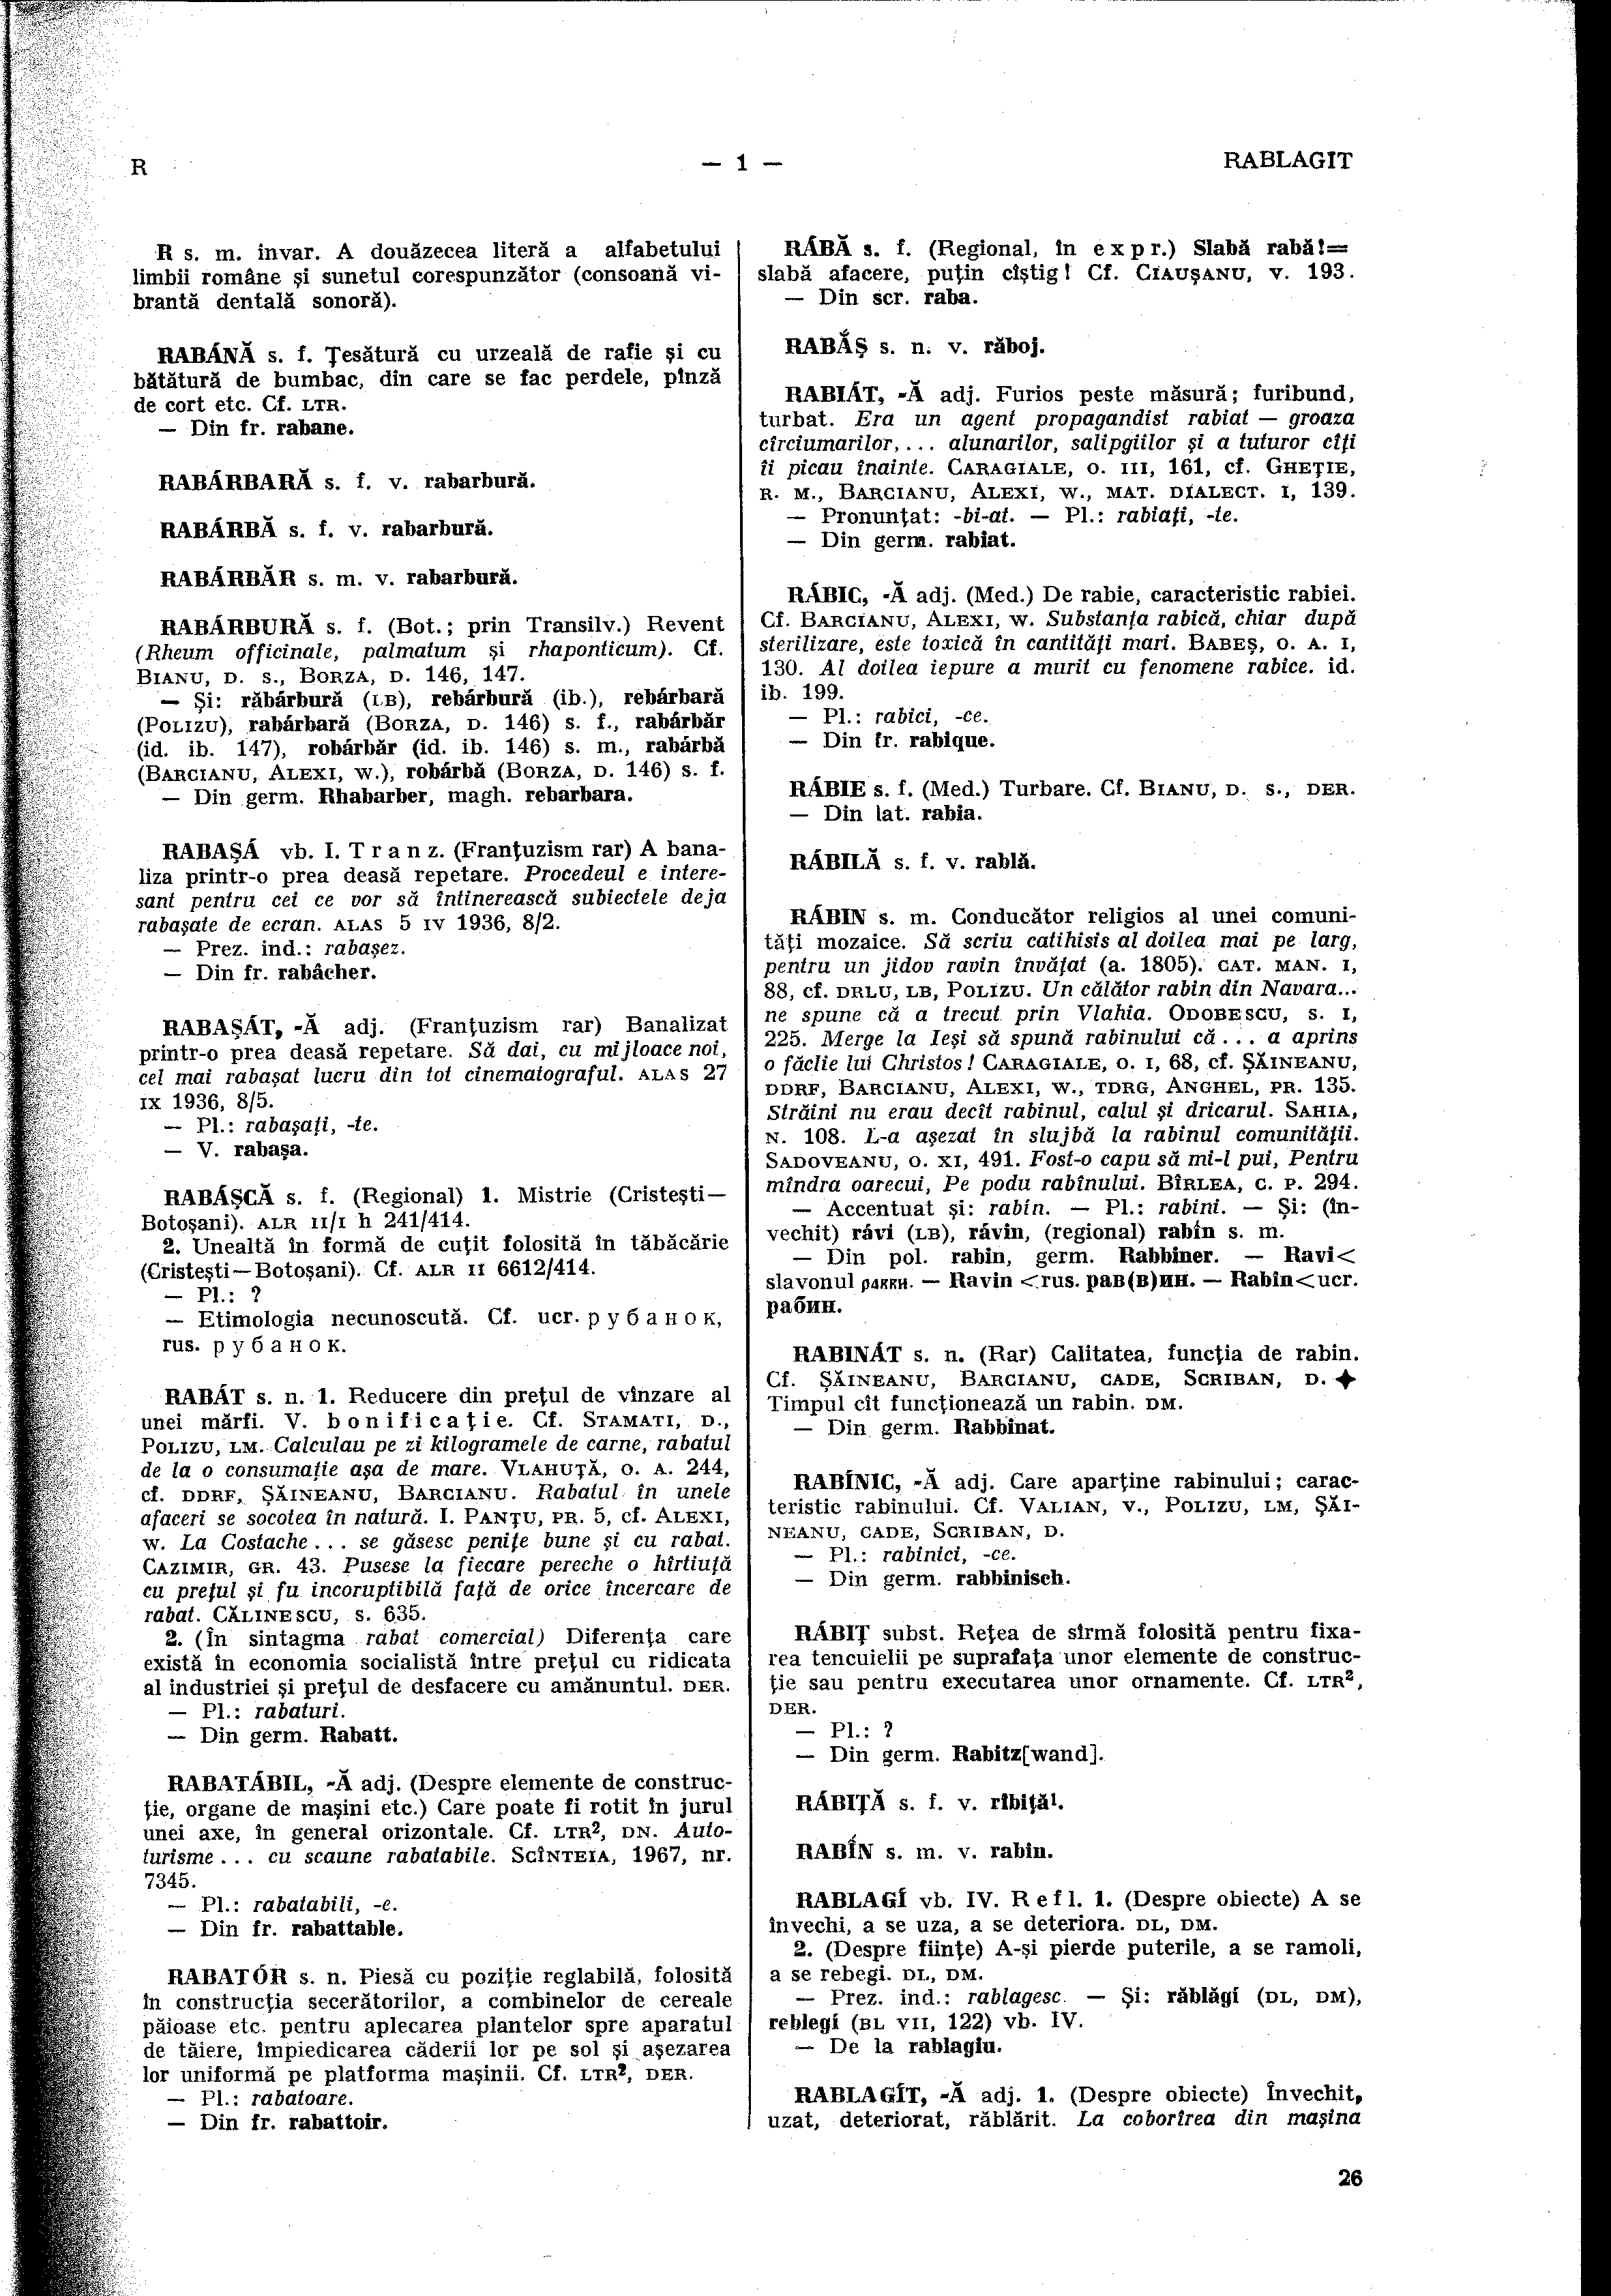 R
— 1 —
RABLAGIT
R s. m. invar. A douăzecea literă a alfabetului
limbii române și sunetul corespunzător (consoană vi-
brantă dentală sonoră).
RABÁNĂ s. f. Țesătură cu urzeală de rafie și cu
bătătură de bumbac, din care se fac perdele, pînză
de cort etc. Cf. LTR.
— Din fr. rabane.
RABÁRBARĂ s. f. v. rabarbură.
RABÁRBĂ s. f. v. rabarbură.
RABÁRBĂR s. m. v. rabarbură.
RABÁRBURĂ s. f. (Bot.; prin Transilv.) Revent
(Rheum officinale, palmatum și rhaponticum). Cf.
BIANU, D. S., BORZA, D. 146, 147.
— Și: răbárbură (LB), rebárbură (ib.), rebárbară
(POLIZU), rabárbară (BORZA, D. 146) s. f., rabárbăr
(id. ib. 147), robárbăr (id. ib. 146) s. m., rabárbă
(BARCIANU, ALEXI, W.), robárbă (BORZA, D. 146) s. f.
— Din germ. Rhabarber, magh. rebarbara.
RABAȘÁ vb. I. Tranz. (Franțuzism rar) A bana-
liza printr-o prea deasă repetare. Procedeul e intere-
sant pentru cei ce vor să întinerească subiectele deja
rabașate de ecran. ALAS 5 IV 1936, 8/2.
— Prez. ind.: rabașez.
— Din fr. rabâcher.
RABAȘÁT, -Ă adj. (Franțuzism rar) Banalizat
printr-o prea deasă repetare. Să dai, cu mijloace noi,
cel mai rabașat lucru din tot cinematograful. ALAS 27
IX 1936, 8/5.
— Pl.: rabașați, -te.
— V. rabașa.
RABÁȘCĂ s. f. (Regional) 1. Mistrie (Cristești—
Botoșani). ALR II/I h 241/414.
2. Unealtă în formă de cuțit folosită în tăbăcărie
(Cristești—Botoșani). Cf. ALR II 6612/414.
— Pl.: ?
— Etimologia necunoscută. Cf. ucr. рубанок,
rus. рубанок.
RABÁT s. n. 1. Reducere din prețul de vînzare al
unei mărfi. V. bonificație. Cf. STAMATI, D.,
POLIZU, LM. Calculau pe zi kilogramele de carne, rabatul
de la o consumație așa de mare. VLAHUȚĂ, O. A. 244,
cf. DDRF, ȘĂINEANU, BARCIANU. Rabatul în unele
afaceri se socotea în natură. I. PANȚU, PR. 5, cf. ALEXI,
W. La Costache... se găsesc penițe bune și cu rabat.
CAZIMIR, GR. 43. Pusese la fiecare pereche o hîrtiuță
cu prețul și fu incoruptibilă față de orice încercare de
rabat. CĂLINESCU, S. 635.
2. (În sintagma rabat comercial) Diferența care
există în economia socialistă între prețul cu ridicata
al industriei și prețul de desfacere cu amănuntul. DER.
— Pl.: rabaturi.
— Din germ. Rabatt.
RABATÁBIL, -Ă adj. (Despre elemente de construc-
ție, organe de mașini etc.) Care poate fi rotit în jurul
unei axe, în general orizontale. Cf. LTR², DN. Auto-
turisme... cu scaune rabatabile. SCÎNTEIA, 1967, nr.
7345.
— Pl.: rabatabili, -e.
— Din fr. rabattable.
RABATÓR s. n. Piesă cu poziție reglabilă, folosită
în construcția secerătorilor, a combinelor de cereale
păioase etc. pentru aplecarea plantelor spre aparatul
de tăiere, împiedicarea căderii lor pe sol și așezarea
lor uniformă pe platforma mașinii. Cf. LTR², DER.
— Pl.: rabatoare.
— Din fr. rabattoir.
RÁBĂ s. f. (Regional, în expr.) Slabă rabă!=
slabă afacere, puțin cîștig! Cf. CIAUȘANU, V. 193.
— Din scr. raba.
RABẮȘ s. n. v. răboj.
RABIÁT, -Ă adj. Furios peste măsură; furibund,
turbat. Era un agent propagandist rabiat — groaza
cîrciumarilor,... alunarilor, salipgiilor și a tuturor cîți
îi picau înainte. CARAGIALE, O. III, 161, cf. GHEȚIE,
R. M., BARCIANU, ALEXI, W., MAT. DIALECT. I, 139.
— Pronunțat: -bi-at. — Pl.: rabiați, -te.
— Din germ. rabiat.
RÁBIC, -Ă adj. (Med.) De rabie, caracteristic rabiei.
Cf. BARCIANU, ALEXI, W. Substanța rabică, chiar după
sterilizare, este toxică în cantități mari. BABEȘ, O. A. I,
130. Al doilea iepure a murit cu fenomene rabice. id.
ib. 199.
— Pl.: rabici, -ce.
— Din fr. rabique.
RÁBIE s. f. (Med.) Turbare. Cf. BIANU, D. S., DER.
— Din lat. rabia.
RÁBILĂ s. f. v. rablă.
RÁBIN s. m. Conducător religios al unei comuni-
tăți mozaice. Să scriu catihisis al doilea mai pe larg,
pentru un jidov ravin învățat (a. 1805). CAT. MAN. I,
88, cf. DRLU, LB, POLIZU. Un călător rabin din Navara...
ne spune că a trecut prin Vlahia. ODOBESCU, S. I,
225. Merge la Ieși să spună rabinului că... a aprins
o făclie lui Christos! CARAGIALE, O. I, 68, cf. ȘĂINEANU,
DDRF, BARCIANU, ALEXI, W., TDRG, ANGHEL, PR. 135.
Străini nu erau decît rabinul, calul și dricarul. SAHIA,
N. 108. L-a așezat în slujbă la rabinul comunității.
SADOVEANU, O. XI, 491. Fost-o capu să mi-l pui, Pentru
mîndra oarecui, Pe podu rabînului. BÎRLEA, C. P. 294.
— Accentuat și: rabín. — Pl.: rabini. — Și: (în-
vechit) rávi (LB), rávin, (regional) rabîn s. m.
— Din pol. rabin, germ. Rabbiner. — Ravi<
slavonul равви. — Ravin < rus. рав(в)ин. — Rabîn<ucr.
рабин.
RABINÁT s. n. (Rar) Calitatea, funcția de rabin.
Cf. ȘĂINEANU, BARCIANU, CADE, SCRIBAN, D. ✦
Timpul cît funcționează un rabin. DM.
— Din germ. Rabbinat.
RABÍNIC, -Ă adj. Care aparține rabinului; carac-
teristic rabinului. Cf. VALIAN, V., POLIZU, LM, ȘĂI-
NEANU, CADE, SCRIBAN, D.
— Pl.: rabinici, -ce.
— Din germ. rabbinisch.
RÁBIȚ subst. Rețea de sîrmă folosită pentru fixa-
rea tencuielii pe suprafața unor elemente de construc-
ție sau pentru executarea unor ornamente. Cf. LTR²,
DER.
— Pl.: ?
— Din germ. Rabitz[wand].
RÁBIȚĂ s. f. v. rîbiță¹.
RABÎ́N s. m. v. rabin.
RABLAGÍ vb. IV. Refl. 1. (Despre obiecte) A se
învechi, a se uza, a se deteriora. DL, DM.
2. (Despre ființe) A-și pierde puterile, a se ramoli,
a se rebegi. DL, DM.
— Prez. ind.: rablagesc. — Și: răblăgí (DL, DM),
reblegí (BL VII, 122) vb. IV.
— De la rablagiu.
RABLAGÍT, -Ă adj. 1. (Despre obiecte) Învechit,
uzat, deteriorat, răblărit. La coborîrea din mașina
26